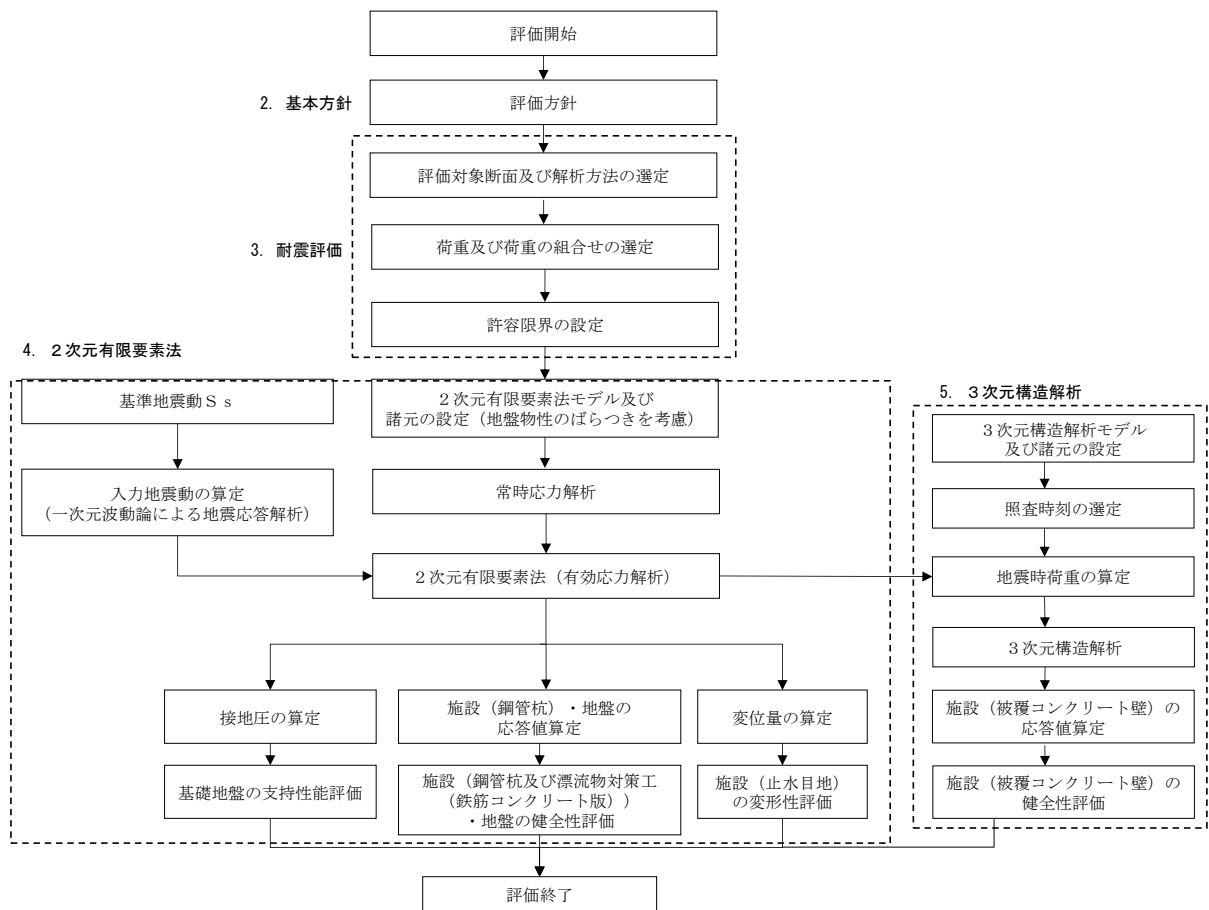 評価開始
2. 基本方針
評価方針
3. 耐震評価
評価対象断面及び解析方法の選定
荷重及び荷重の組合せの選定
許容限界の設定
4. ２次元有限要素法
基準地震動Ｓｓ
入力地震動の算定
（一次元波動論による地震応答解析）
２次元有限要素法モデル及び
諸元の設定（地盤物性のばらつきを考慮）
常時応力解析
２次元有限要素法（有効応力解析）
接地圧の算定
基礎地盤の支持性能評価
施設（鋼管杭）・地盤の
応答値算定
施設（鋼管杭及び漂流物対策工
（鉄筋コンクリート版））
・地盤の健全性評価
変位量の算定
施設（止水目地）
の変形性評価
5. ３次元構造解析
３次元構造解析モデル
及び諸元の設定
照査時刻の選定
地震時荷重の算定
３次元構造解析
施設（被覆コンクリート壁）の
応答値算定
施設（被覆コンクリート壁）の
健全性評価
評価終了